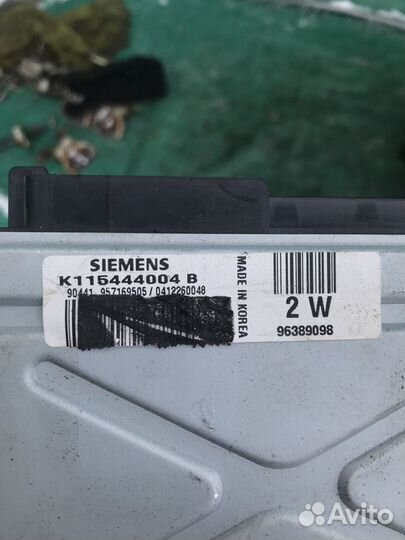 SIEMENS
K115444004 B
90441 957169505 / 0412260048
MADE IN KOREA
2 W
96389098
Avito